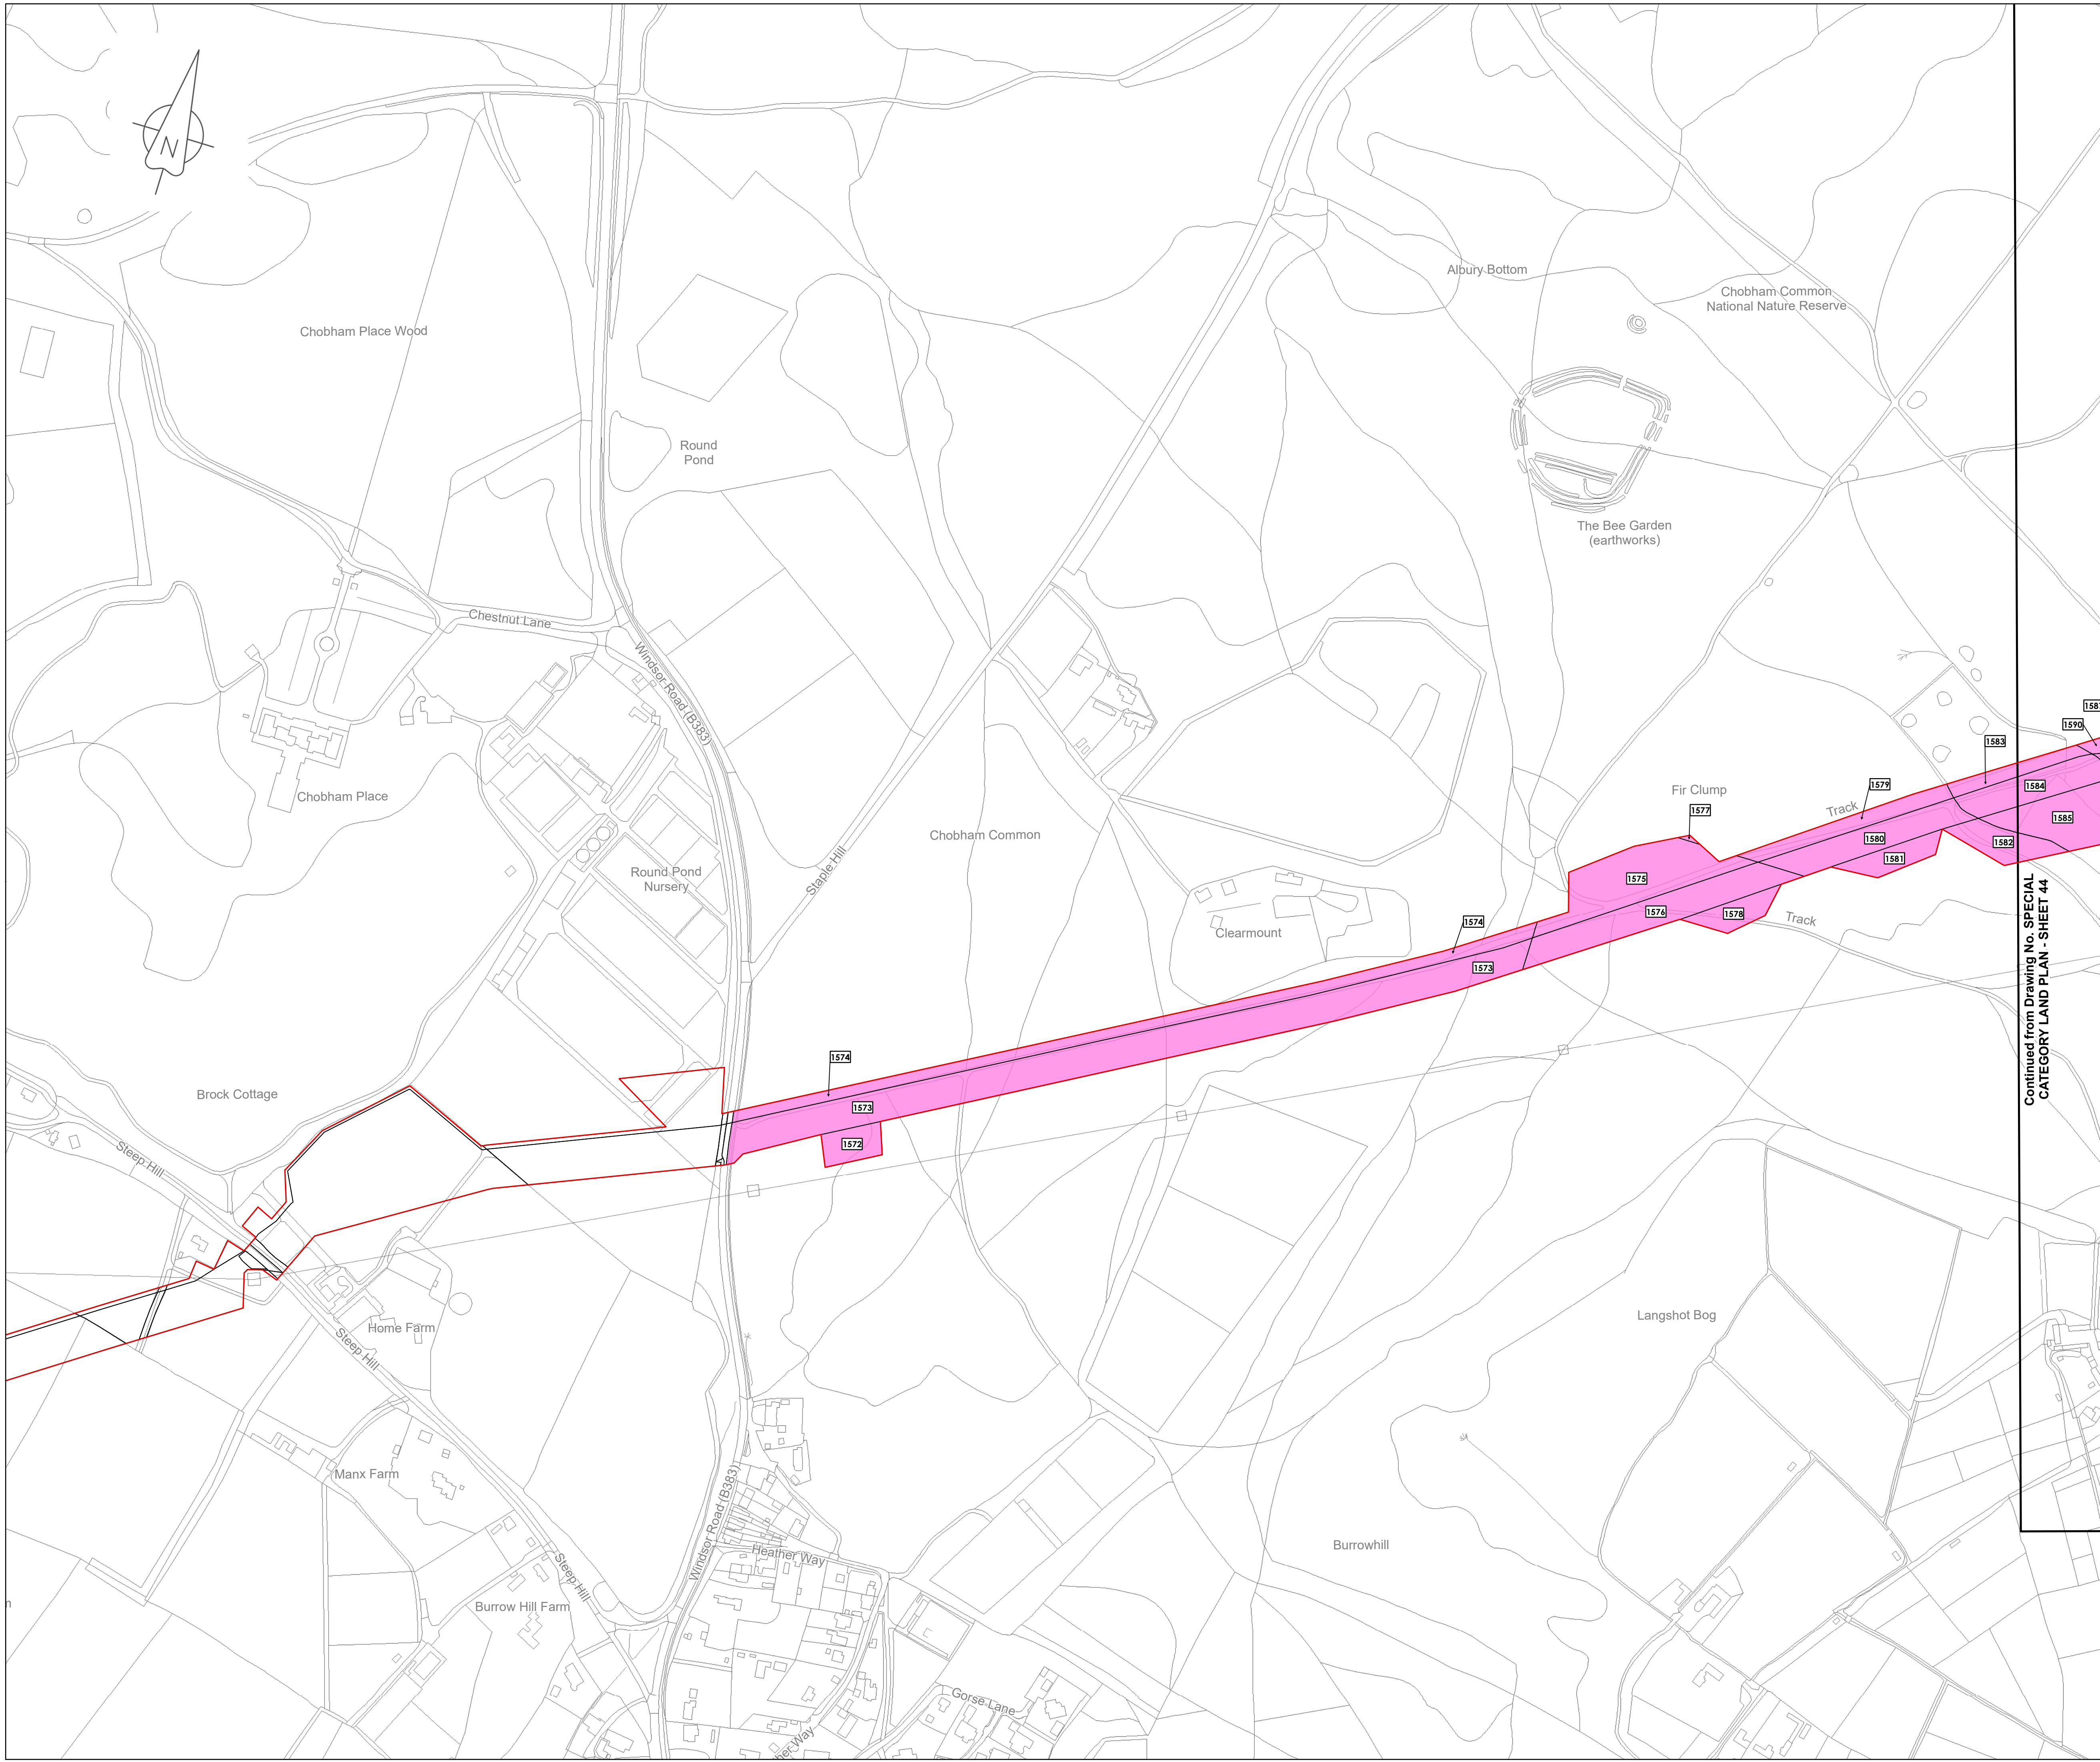 N
Albury Bottom
Chobham Common
National Nature Reserve
Chobham Place Wood
Round
Pond
The Bee Garden
(earthworks)
Chestnut Lane
Windsor Road (B383)
1590
1583
1579
Fir Clump
1577
Track
1584
1585
1580
1582
1581
Chobham Place
Chobham Common
Staple Hill
Round Pond
Nursery
1575
1576
1578
Track
1574
Clearmount
1573
Continued from Drawing No. SPECIAL
CATEGORY LAND PLAN - SHEET 44
1574
Brock Cottage
1573
1572
Steep Hill
Home Farm
Steep Hill
Langshot Bog
Manx Farm
Windsor Road (B383)
Heather Way
Burrowhill
Steep Hill
Burrow Hill Farm
Gorse Lane